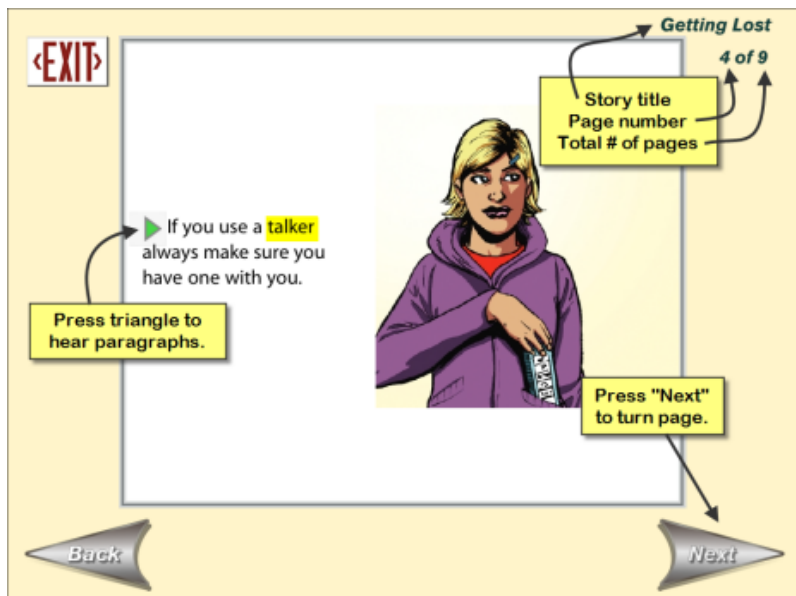 Getting Lost
<EXIT>
4 of 9
Story title
Page number
Total # of pages
If you use a talker
always make sure you
have one with you.
Press triangle to
hear paragraphs.
Press "Next"
to turn page.
Back
Next